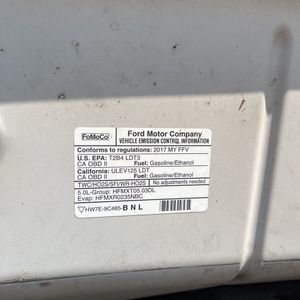 FoMoCo
Ford Motor Company
VEHICLE EMISSION CONTROL INFORMATION
Conforms to regulations: 2017 MY FFV
U.S. EPA: T2B4 LDT3
CA OBD II Fuel: Gasoline/Ethanol
California: ULEV125 LDT
CA OBD II Fuel: Gasoline/Ethanol
TWC/HO2S/SFI/WR-HO2S No adjustments needed.
5.0L-Group: HFMXT05.03DL
Evap: HFMXR0235NBC
HW7E-9C485-BNL